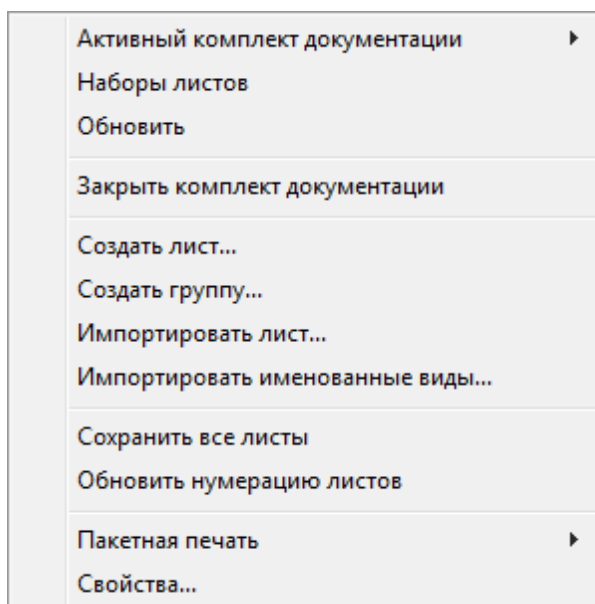 Активный комплект документации
Наборы листов
Обновить
Закрыть комплект документации
Создать лист...
Создать группу...
Импортировать лист...
Импортировать именованные виды...
Сохранить все листы
Обновить нумерацию листов
Пакетная печать
Свойства...